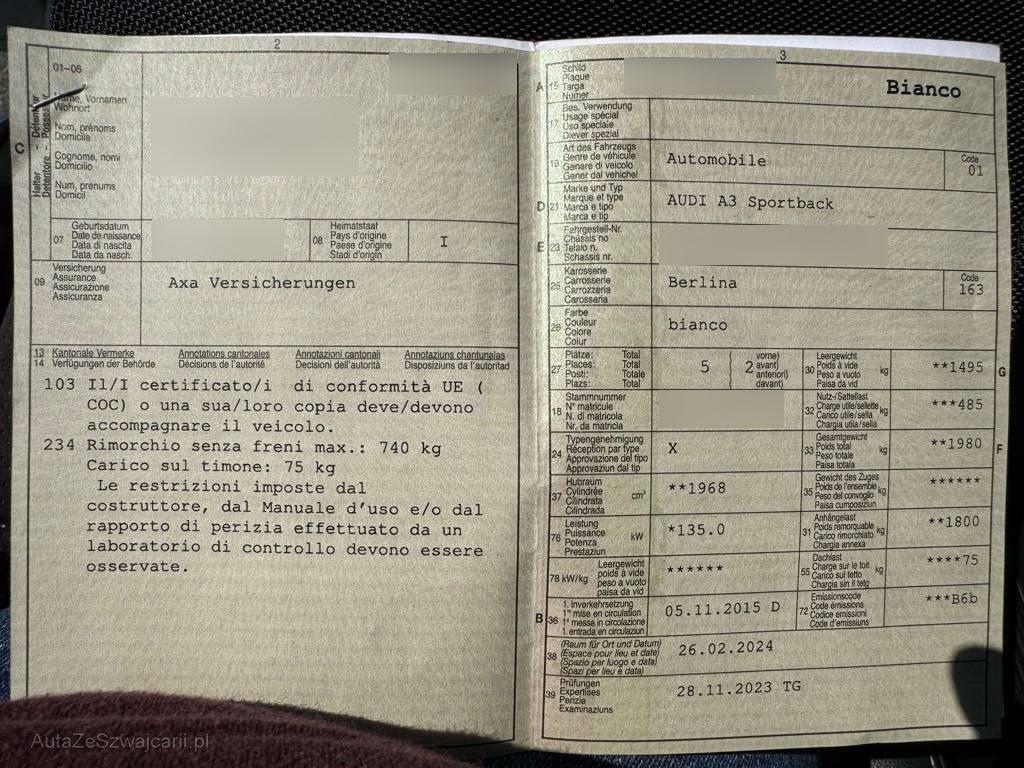 2
01–06
C
Halter – Détenteur
Detentore – Possessur
Name, Vornamen
Wohnort
Nom, prénoms
Domicile
Cognome, nomi
Domicilio
Num, prenums
Domicil
07
Geburtsdatum
Date de naissance
Data di nascita
Data da nasch.
08
Heimatstaat
Pays d'origine
Paese d'origine
Stadi d'origin
I
09
Versicherung
Assurance
Assicurazione
Assicuranza
Axa Versicherungen
13 Kantonale Vermerke Annotations cantonales Annotazioni cantonali Annotaziuns chantunalas
14 Verfügungen der Behörde Décisions de l'autorité Decisioni dell'autorità Disposiziuns da l'autoritad
103 Il/I certificato/i di conformità UE (
COC) o una sua/loro copia deve/devono
accompagnare il veicolo.
234 Rimorchio senza freni max.: 740 kg
Carico sul timone: 75 kg
Le restrizioni imposte dal
costruttore, dal Manuale d'uso e/o dal
rapporto di perizia effettuato da un
laboratorio di controllo devono essere
osservate.
3
A 15
Schild
Plaque
Targa
Numer
Bianco
17
Bes. Verwendung
Usage spécial
Uso speciale
Diever spezial
19
Art des Fahrzeugs
Genre de véhicule
Genere di veicolo
Gener dal vehichel
Automobile
Code
01
D 21
Marke und Typ
Marque et type
Marca e tipo
Marca e tip
AUDI A3 Sportback
E 23
Fahrgestell-Nr.
Châssis no
Telaio n.
Schassis nr.
25
Karosserie
Carrosserie
Carrozzeria
Carossaria
Berlina
Code
163
26
Farbe
Couleur
Colore
Colur
bianco
27
Plätze: Total
Places: Total
Posti: Totale
Plazs: Total
5
2
vorne)
avant)
anteriori)
davant)
30
Leergewicht
Poids à vide
Peso a vuoto
Paisa da vid
kg
**1495
G
18
Stammnummer
N° matricule
N. di matricola
Nr. da matricla
32
Nutz-/Sattellast
Charge utile/sellette
Carico utile/sella
Chargia utila/sella
kg
***485
24
Typengenehmigung
Réception par type
Approvazione del tipo
Approvaziun dal tip
X
33
Gesamtgewicht
Poids total
Peso totale
Paisa totala
kg
**1980
F
37
Hubraum
Cylindrée
Cilindrata
Cilindrada
cm³
**1968
35
Gewicht des Zuges
Poids de l'ensemble
Peso del convoglio
Paisa cumposiziun
kg
******
76
Leistung
Puissance
Potenza
Prestaziun
kW
*135.0
31
Anhängelast
Poids remorquable
Carico rimorchiato
Chargia annexa
kg
**1800
78 kW/kg
Leergewicht
poids à vide
peso a vuoto
paisa da vid
******
55
Dachlast
Charge sur le toit
Carico sul tetto
Chargia sin il tetg
kg
****75
B 36
1. Inverkehrsetzung
1re mise en circulation
1a messa in circolazione
1. entrada en circulaziun
05.11.2015 D
72
Emissionscode
Code émissions
Codice emissioni
Code d'emissiuns
***B6b
38
(Raum für Ort und Datum)
(Espace pour lieu et date)
(Spazio per luogo e data)
(Spazi per lieu e data)
26.02.2024
39
Prüfungen
Expertises
Perizie
Examinaziuns
28.11.2023 TG
AutaZeSzwajcarii.pl